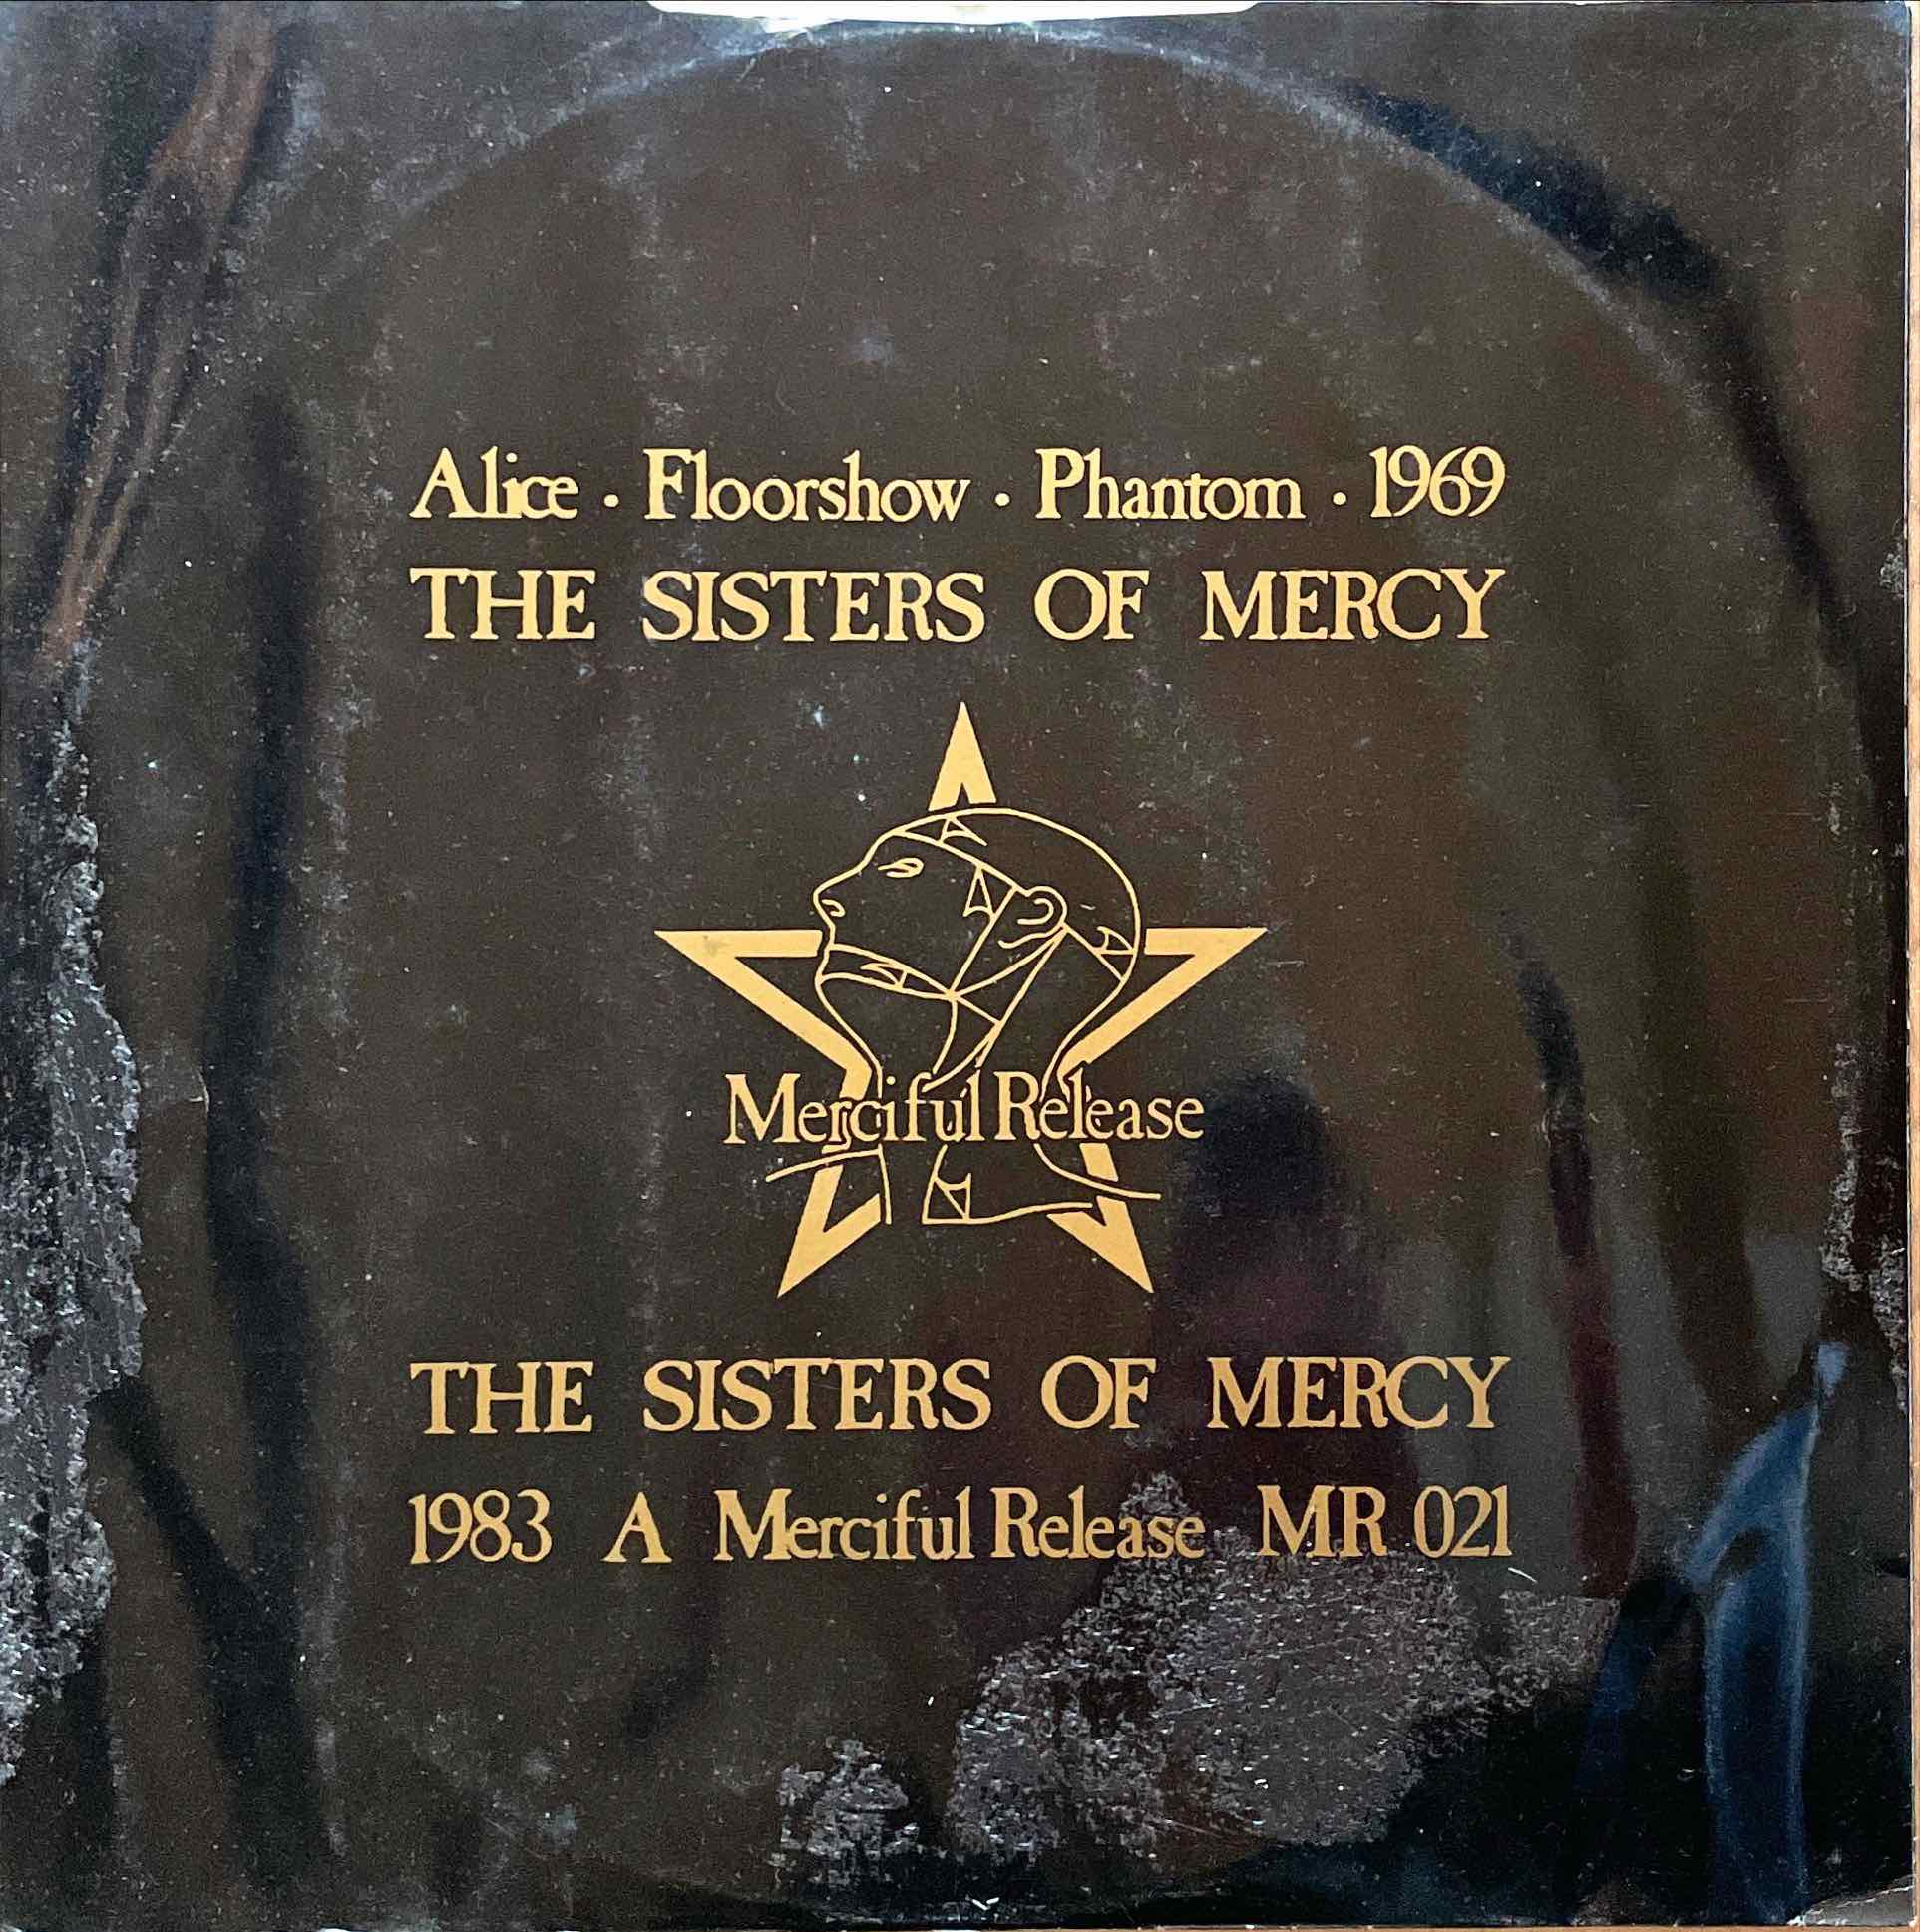 Alice · Floorshow · Phantom · 1969
THE SISTERS OF MERCY
Merciful Release
THE SISTERS OF MERCY
1983 A Merciful Release MR 021